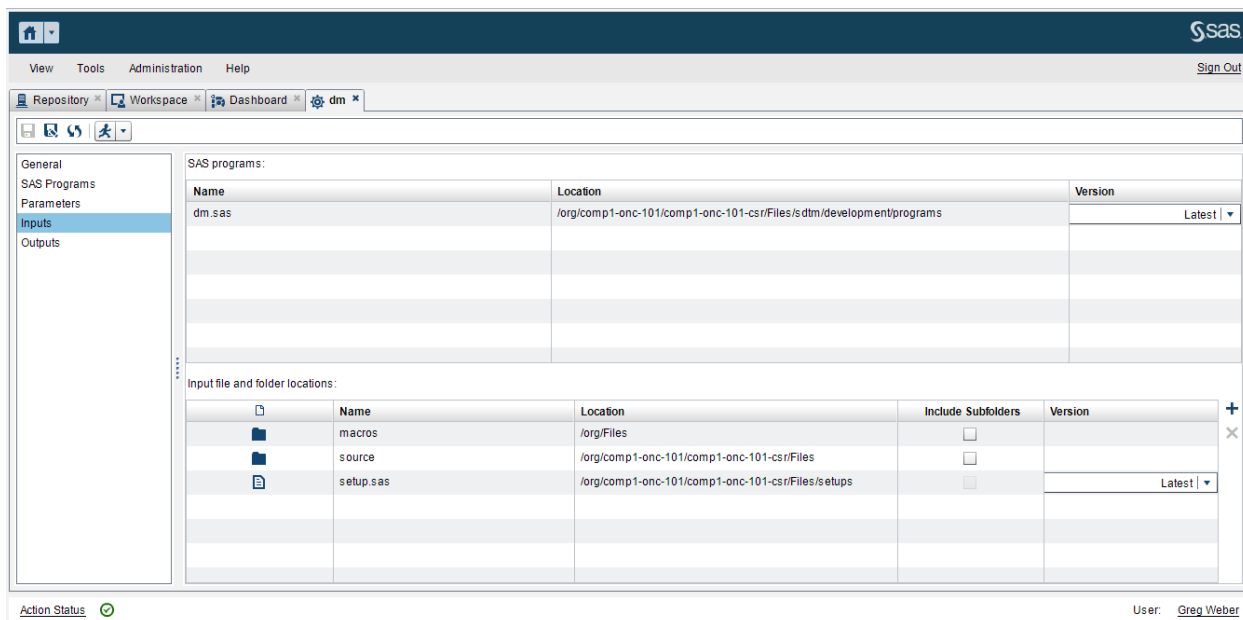 sas
View Tools Administration Help Sign Out
Repository Workspace Dashboard dm
General
SAS Programs
Parameters
Inputs
Outputs
SAS programs:
Name Location Version
dm.sas /org/comp1-onc-101/comp1-onc-101-csr/Files/sdtm/development/programs Latest
Input file and folder locations:
Name Location Include Subfolders Version
macros /org/Files
source /org/comp1-onc-101/comp1-onc-101-csr/Files
setup.sas /org/comp1-onc-101/comp1-onc-101-csr/Files/setups Latest
Action Status User: Greg Weber